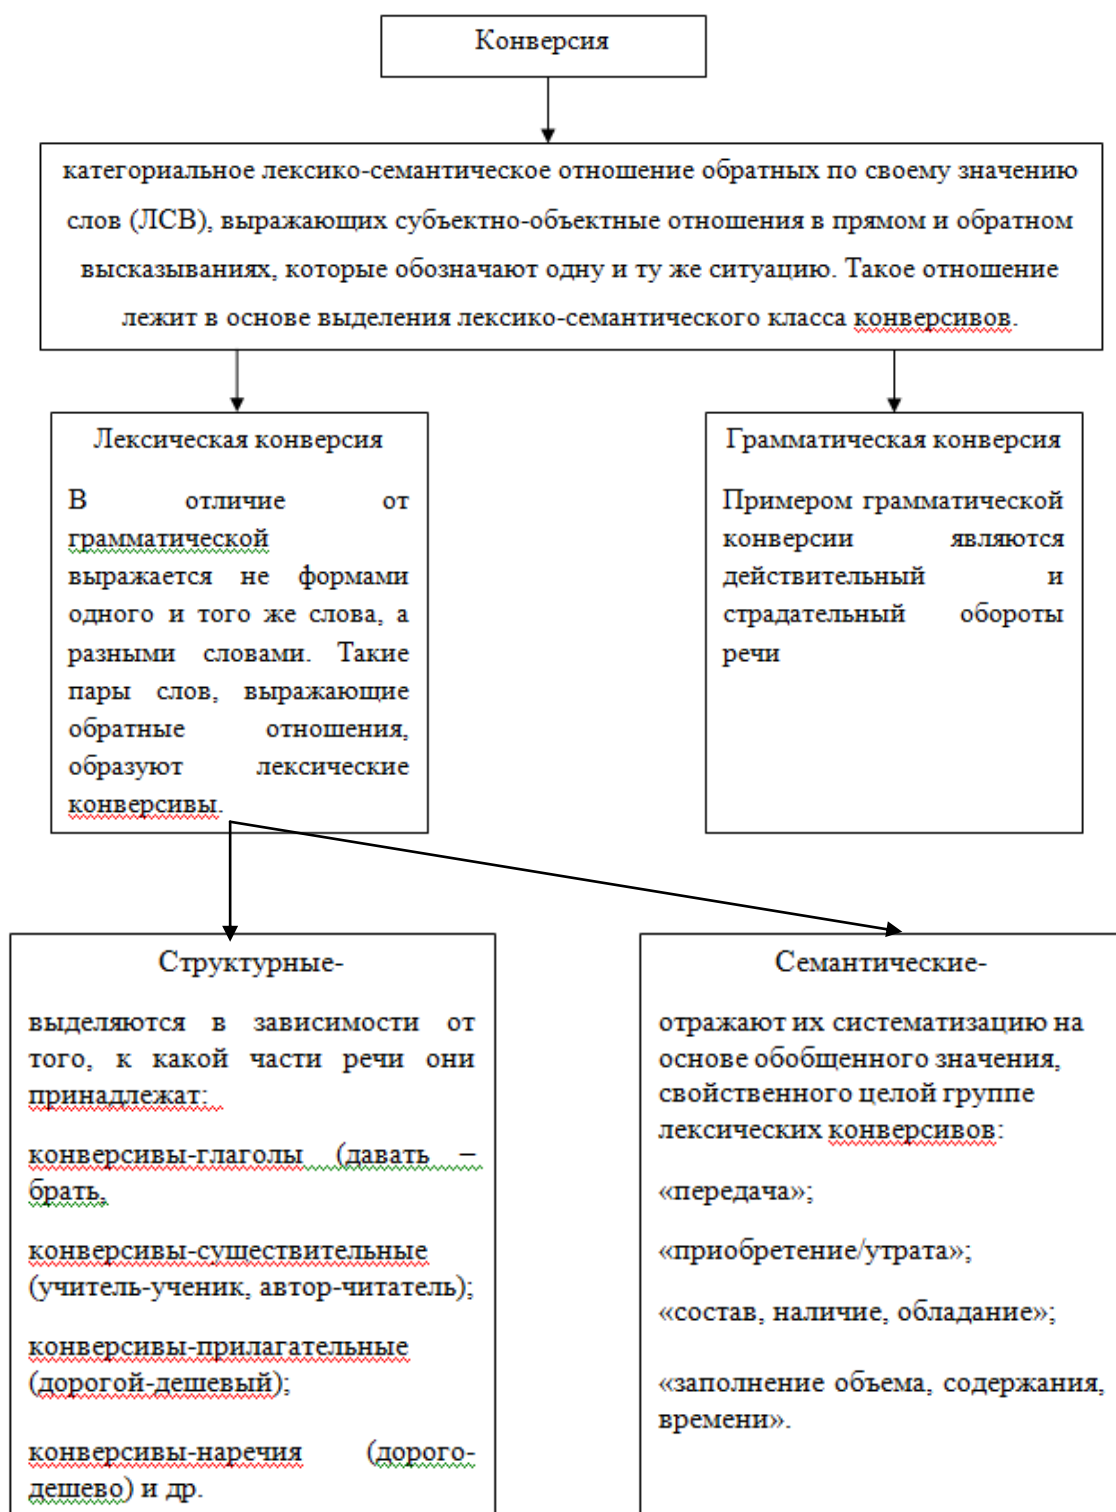 Конверсия
категориальное лексико-семантическое отношение обратных по своему значению
слов (ЛСВ), выражающих субъектно-объектные отношения в прямом и обратном
высказываниях, которые обозначают одну и ту же ситуацию. Такое отношение
лежит в основе выделения лексико-семантического класса конверсивов.
Лексическая конверсия
В отличие от
грамматической
выражается не формами
одного и того же слова, а
разными словами. Такие
пары слов, выражающие
обратные отношения,
образуют лексические
конверсивы.
Грамматическая конверсия
Примером грамматической
конверсии являются
действительный и
страдательный обороты
речи
Структурные-
выделяются в зависимости от
того, к какой части речи они
принадлежат:
конверсивы-глаголы (давать –
брать,
конверсивы-существительные
(учитель-ученик, автор-читатель);
конверсивы-прилагательные
(дорогой-дешевый);
конверсивы-наречия (дорого-
дешево) и др.
Семантические-
отражают их систематизацию на
основе обобщенного значения,
свойственного целой группе
лексических конверсивов:
«передача»;
«приобретение/утрата»;
«состав, наличие, обладание»;
«заполнение объема, содержания,
времени».